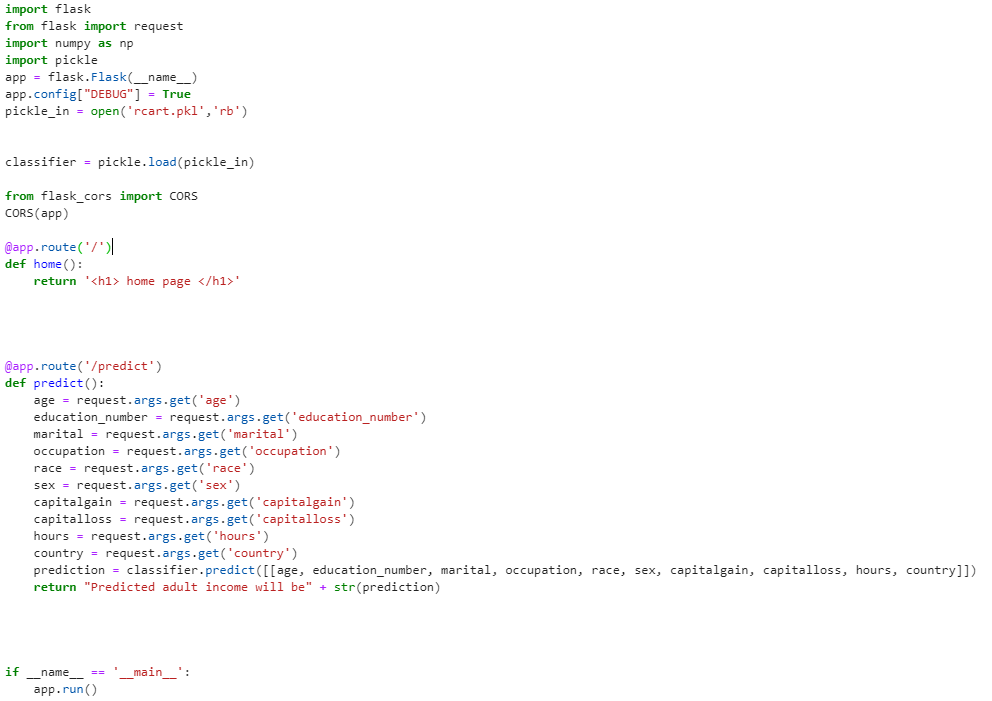 import flask
from flask import request
import numpy as np
import pickle
app = flask.Flask(__name__)
app.config["DEBUG"] = True
pickle_in = open('rcart.pkl','rb')
classifier = pickle.load(pickle_in)
from flask_cors import CORS
CORS(app)
@app.route('/')
def home():
    return '<h1> home page </h1>'
@app.route('/predict')
def predict():
    age = request.args.get('age')
    education_number = request.args.get('education_number')
    marital = request.args.get('marital')
    occupation = request.args.get('occupation')
    race = request.args.get('race')
    sex = request.args.get('sex')
    capitalgain = request.args.get('capitalgain')
    capitalloss = request.args.get('capitalloss')
    hours = request.args.get('hours')
    country = request.args.get('country')
    prediction = classifier.predict([[age, education_number, marital, occupation, race, sex, capitalgain, capitalloss, hours, country]])
    return "Predicted adult income will be" + str(prediction)
if __name__ == '__main__':
    app.run()